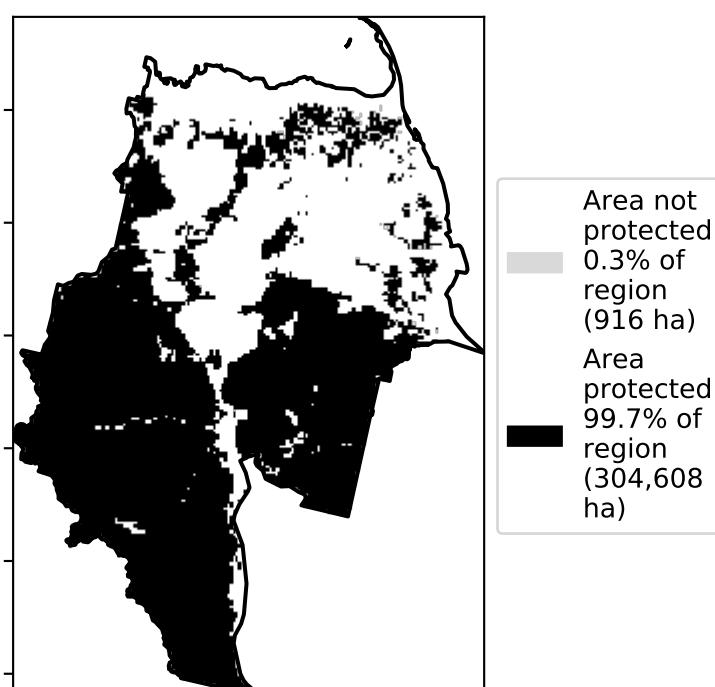 Area not
protected
0.3% of
region
(916 ha)
Area
protected
99.7% of
region
(304,608
ha)